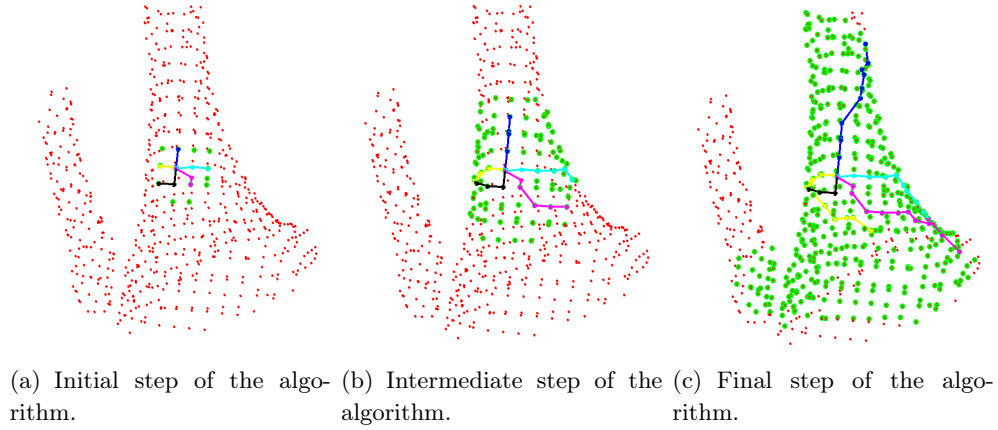 (a) Initial step of the algo-
rithm.
(b) Intermediate step of the
algorithm.
(c) Final step of the algo-
rithm.